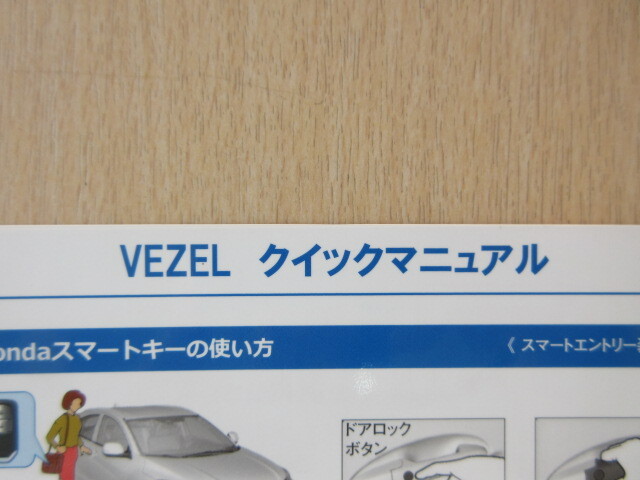 VEZEL クイックマニュアル
ondaスマートキーの使い方
《 スマートエントリー
ドアロック
ボタン